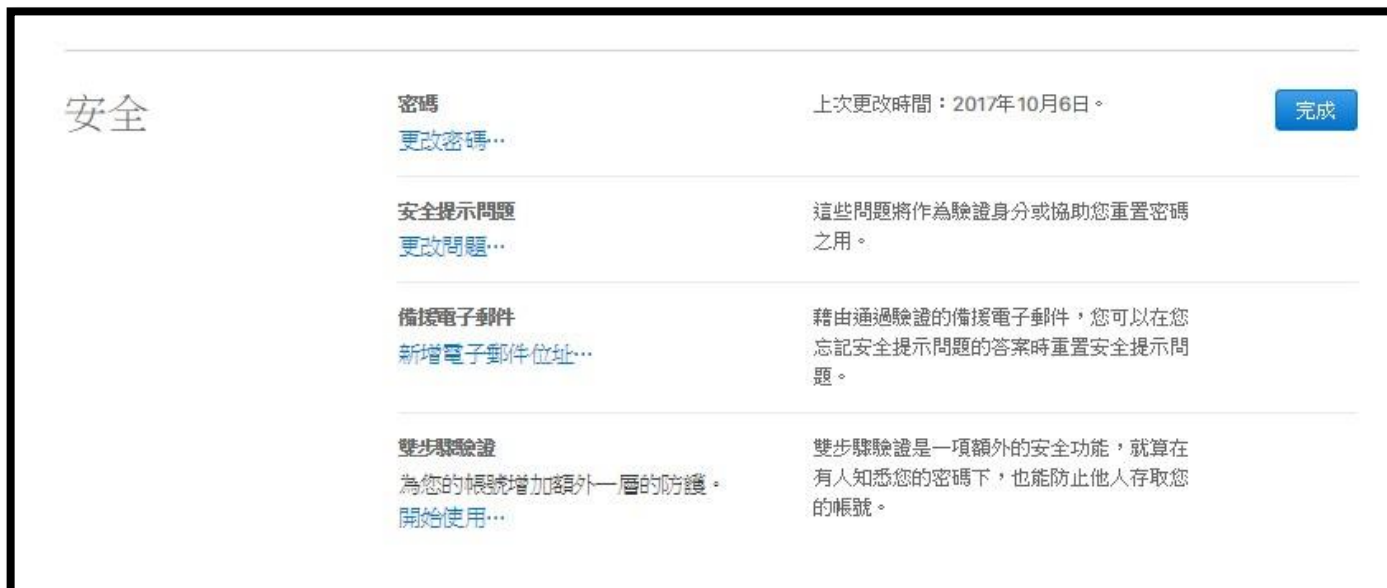 安全
密碼
更改密碼…
上次更改時間：2017年10月6日。
完成
安全提示問題
更改問題…
這些問題將作為驗證身分或協助您重置密碼
之用。
備援電子郵件
新增電子郵件位址…
藉由通過驗證的備援電子郵件，您可以在您
忘記安全提示問題的答案時重置安全提示問
題。
雙步驟驗證
為您的帳號增加額外一層的防護。
開始使用…
雙步驟驗證是一項額外的安全功能，就算在
有人知悉您的密碼下，也能防止他人存取您
的帳號。